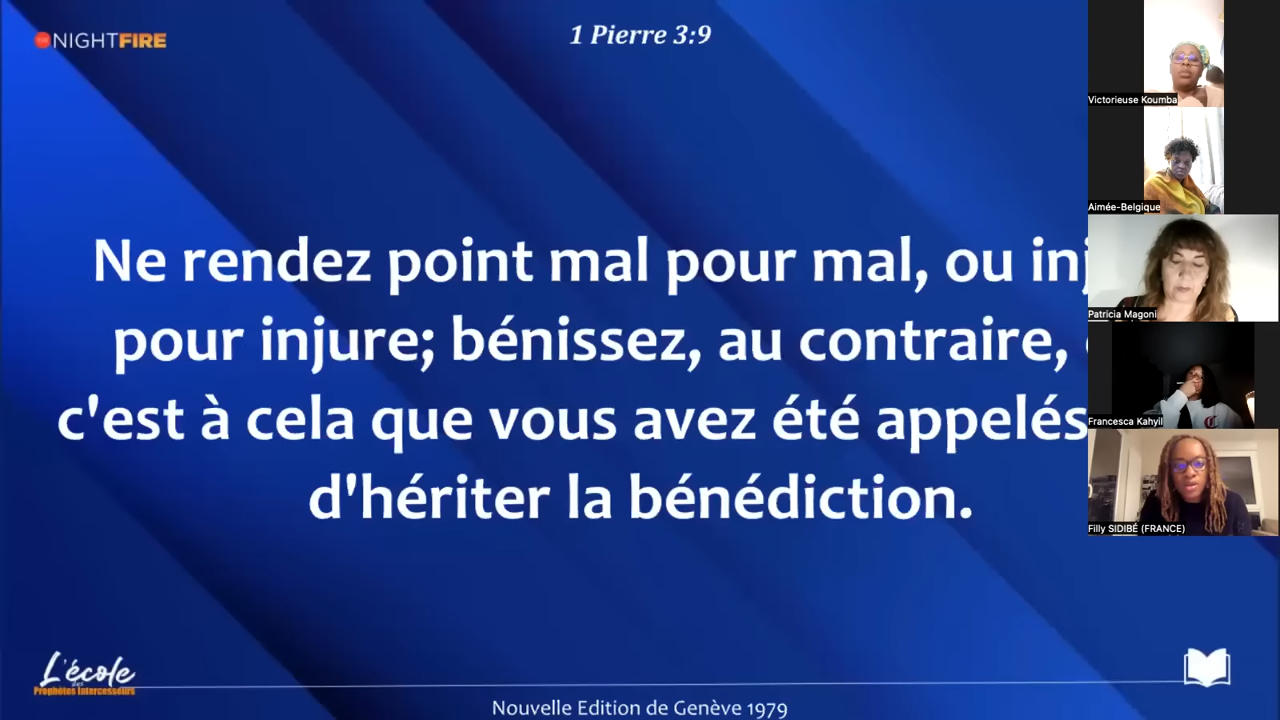 NIGHTFIRE
1 Pierre 3:9
Ne rendez point mal pour mal, ou inj
pour injure; bénissez, au contraire,
c'est à cela que vous avez été appelés
d'hériter la bénédiction.
L'école
des
Prophètes Intercesseurs
Nouvelle Edition de Genève 1979
Victorieuse Koumba
Aimée-Belgique
Patricia Magoni
Francesca Kahyil
C
Filly SIDIBÉ (FRANCE)